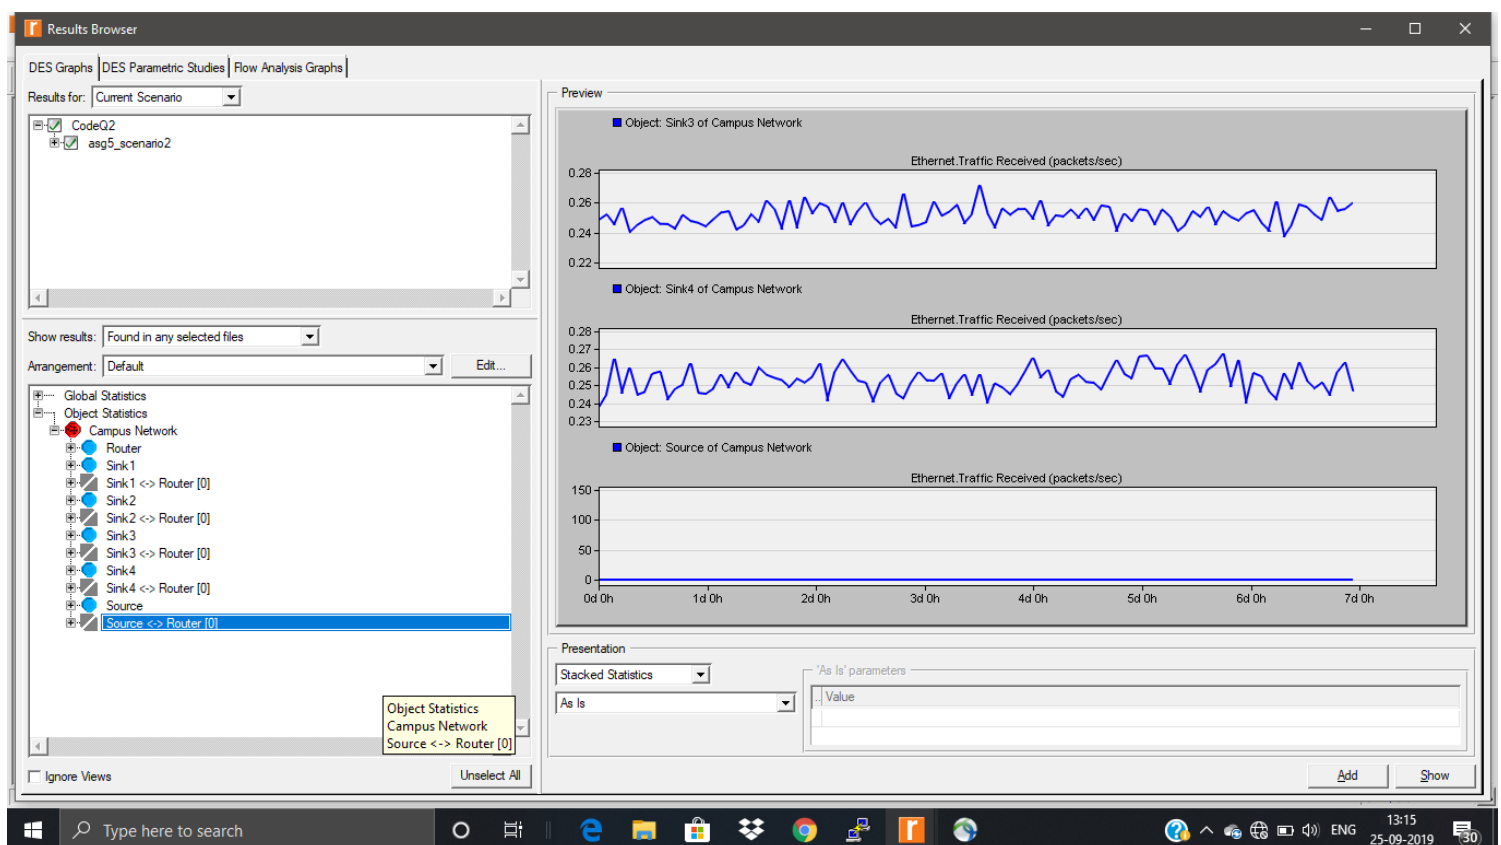 Results Browser
DES Graphs DES Parametric Studies Flow Analysis Graphs
Results for: Current Scenario
CodeQ2
asg5_scenario2
Show results: Found in any selected files
Arrangement: Default Edit...
Global Statistics
Object Statistics
Campus Network
Router
Sink1
Sink1 <-> Router [0]
Sink2
Sink2 <-> Router [0]
Sink3
Sink3 <-> Router [0]
Sink4
Sink4 <-> Router [0]
Source
Source <-> Router [0]
Object Statistics
Campus Network
Source <-> Router [0]
Ignore Views Unselect All
Preview
Object: Sink3 of Campus Network
Ethernet.Traffic Received (packets/sec)
0.28
0.26
0.24
0.22
Object: Sink4 of Campus Network
Ethernet.Traffic Received (packets/sec)
0.28
0.27
0.26
0.25
0.24
0.23
Object: Source of Campus Network
Ethernet.Traffic Received (packets/sec)
150
100
50
0
0d 0h 1d 0h 2d 0h 3d 0h 4d 0h 5d 0h 6d 0h 7d 0h
Presentation
Stacked Statistics
As Is
'As Is' parameters
.. Value
Add Show
Type here to search
ENG
13:15
25-09-2019
30